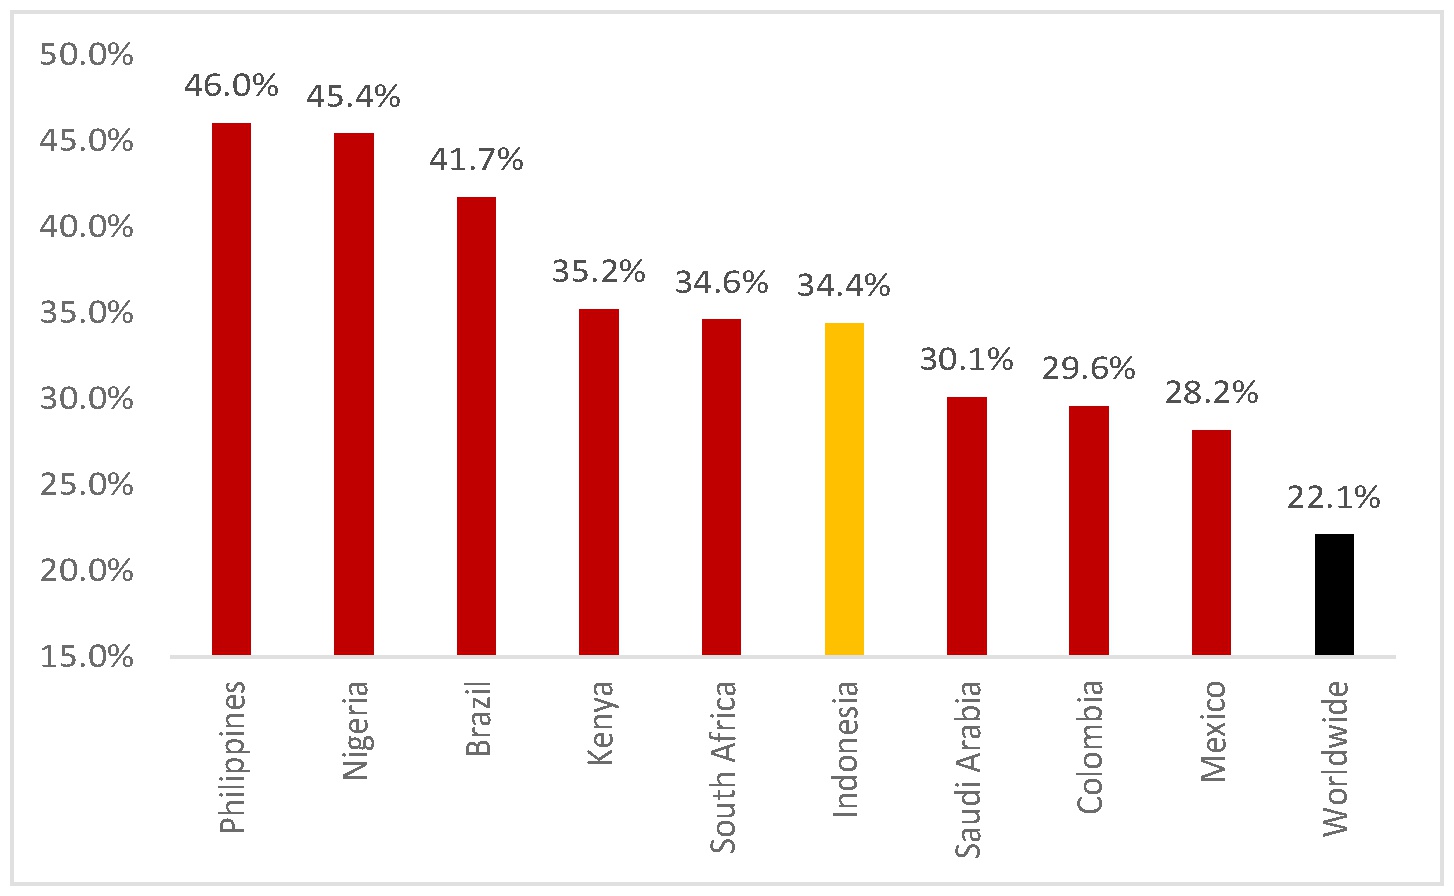 50.0%
45.0%
40.0%
35.0%
30.0%
25.0%
20.0%
15.0%
46.0%
45.4%
41.7%
35.2%
34.6%
34.4%
30.1%
29.6%
28.2%
22.1%
Philippines
Nigeria
Brazil
Kenya
South Africa
Indonesia
Saudi Arabia
Colombia
Mexico
Worldwide